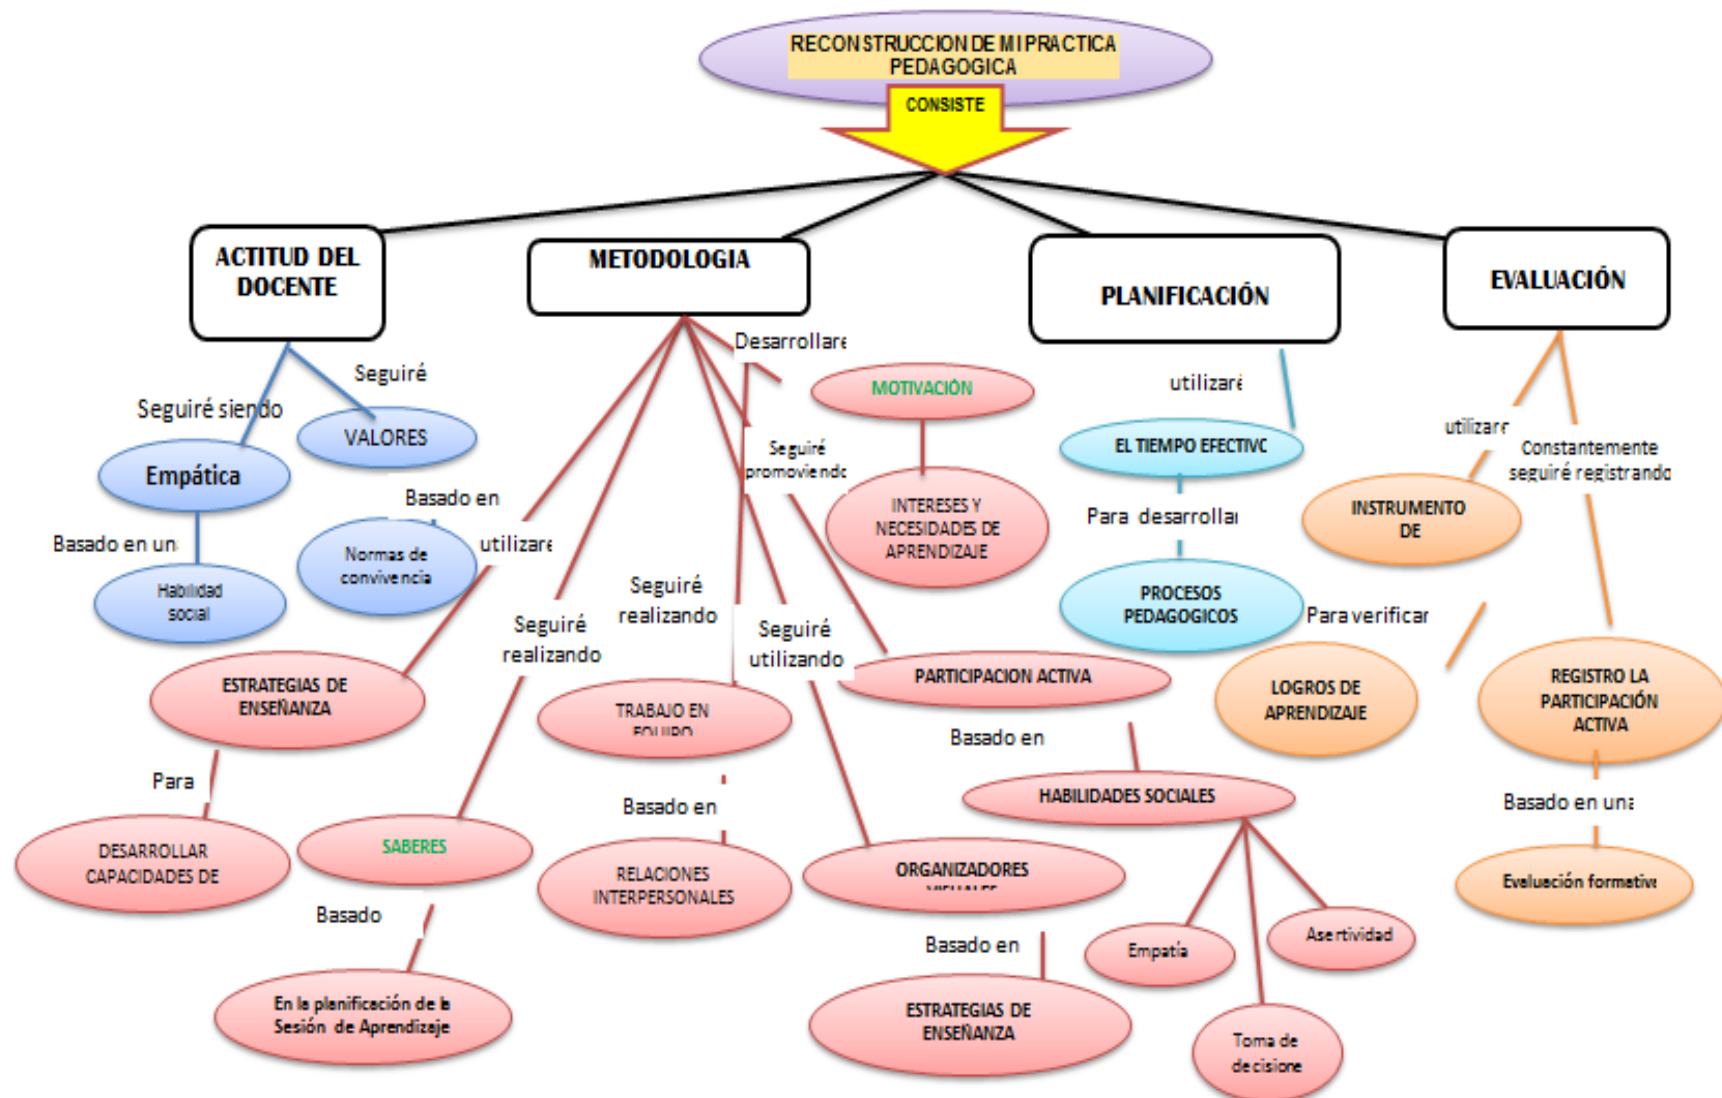 RECONSTRUCCION DE MI PRACTICA
PEDAGOGICA
CONSISTE
ACTITUD DEL
DOCENTE
METODOLOGIA
PLANIFICACIÓN
EVALUACIÓN
Seguiré
Seguiré siendo
VALORES
Empática
Basado en
Basado en un
Normas de
convivencia
Habilidad
social
Desarrollare
MOTIVACIÓN
Seguiré
promoviendo
INTERESES Y
NECESIDADES DE
APRENDIZAJE
utilizare
Seguiré
realizando
Seguiré
realizando
Seguiré
utilizando
ESTRATEGIAS DE
ENSEÑANZA
Para
DESARROLLAR
CAPACIDADES DE
SABERES
Basado
En la planificación de la
Sesión de Aprendizaje
TRABAJO EN
EQUIPO
Basado en
RELACIONES
INTERPERSONALES
PARTICIPACION ACTIVA
Basado en
HABILIDADES SOCIALES
ORGANIZADORES
VISUALES
Basado en
ESTRATEGIAS DE
ENSEÑANZA
Empatía
Asertividad
Toma de
decisione
utilizaré
EL TIEMPO EFECTIVO
Para desarrollar
PROCESOS
PEDAGOGICOS
utilizare
Constantemente
seguiré registrando
INSTRUMENTO
DE
Para verificar
LOGROS DE
APRENDIZAJE
REGISTRO LA
PARTICIPACIÓN
ACTIVA
Basado en una
Evaluación formativa